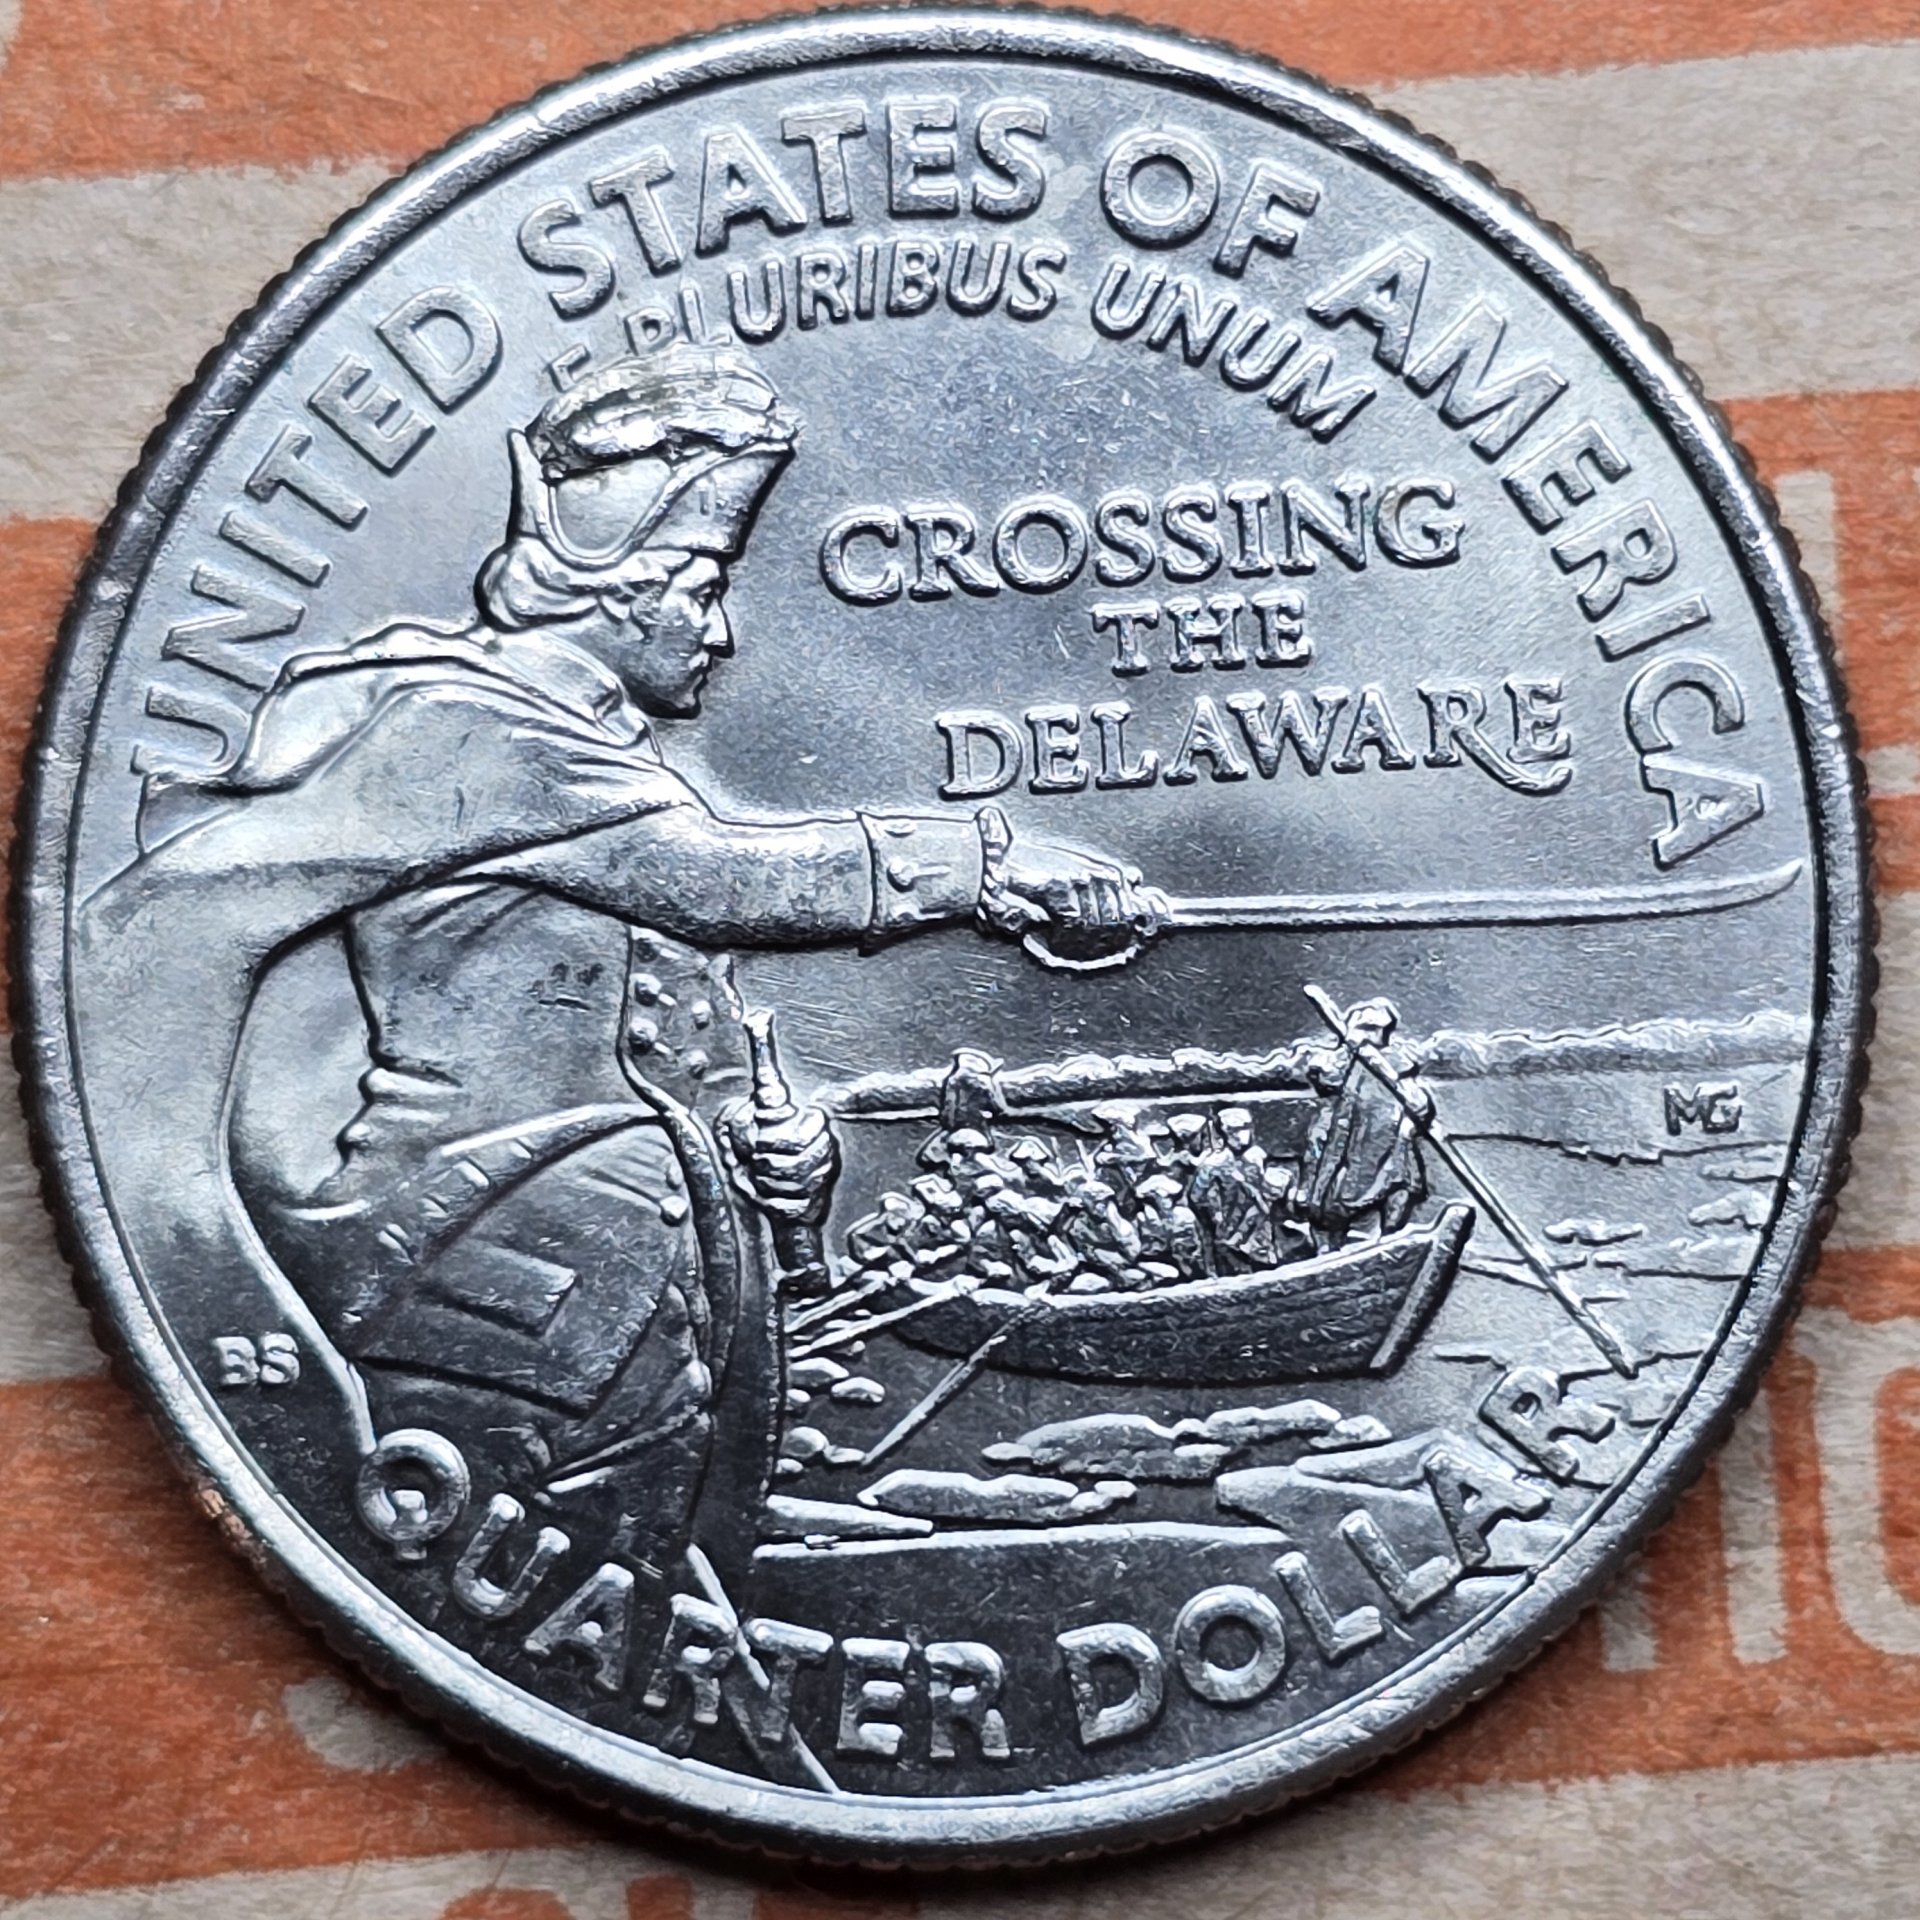 UNITED STATES OF AMERICA
E PLURIBUS UNUM
CROSSING
THE
DELAWARE
MG
BS
QUARTER DOLLAR